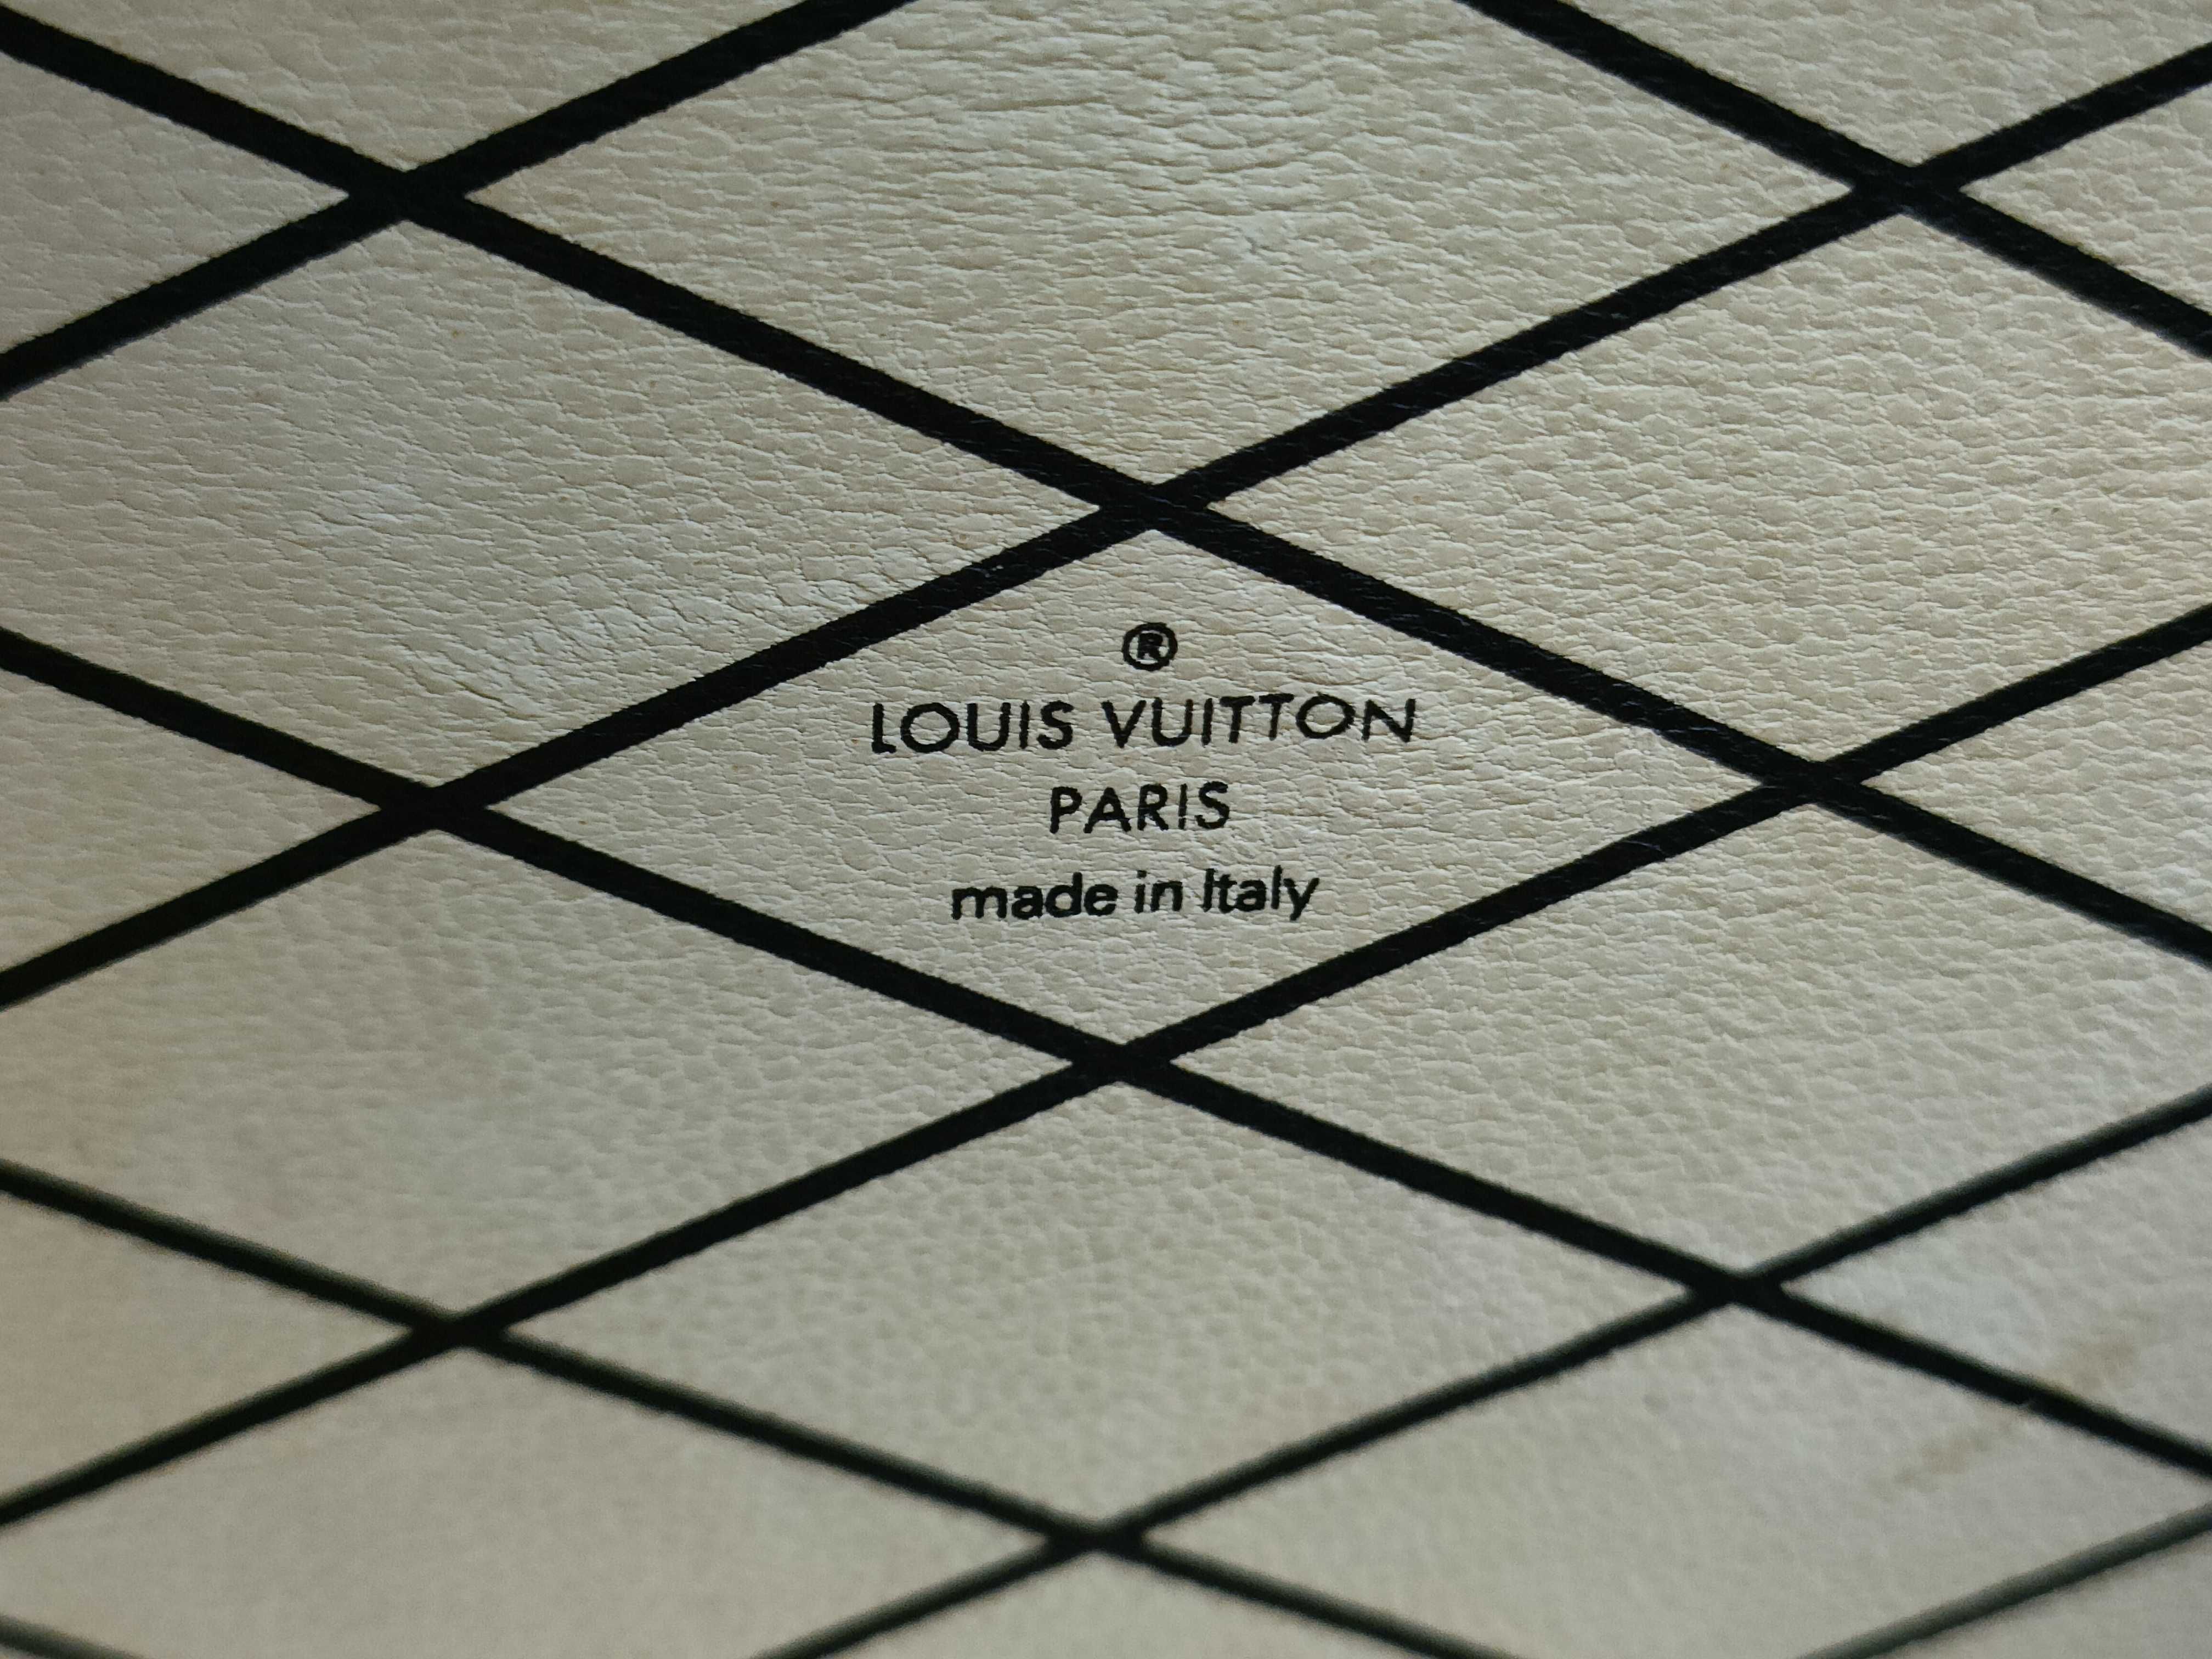 ®
LOUIS VUITTON
PARIS
made in Italy